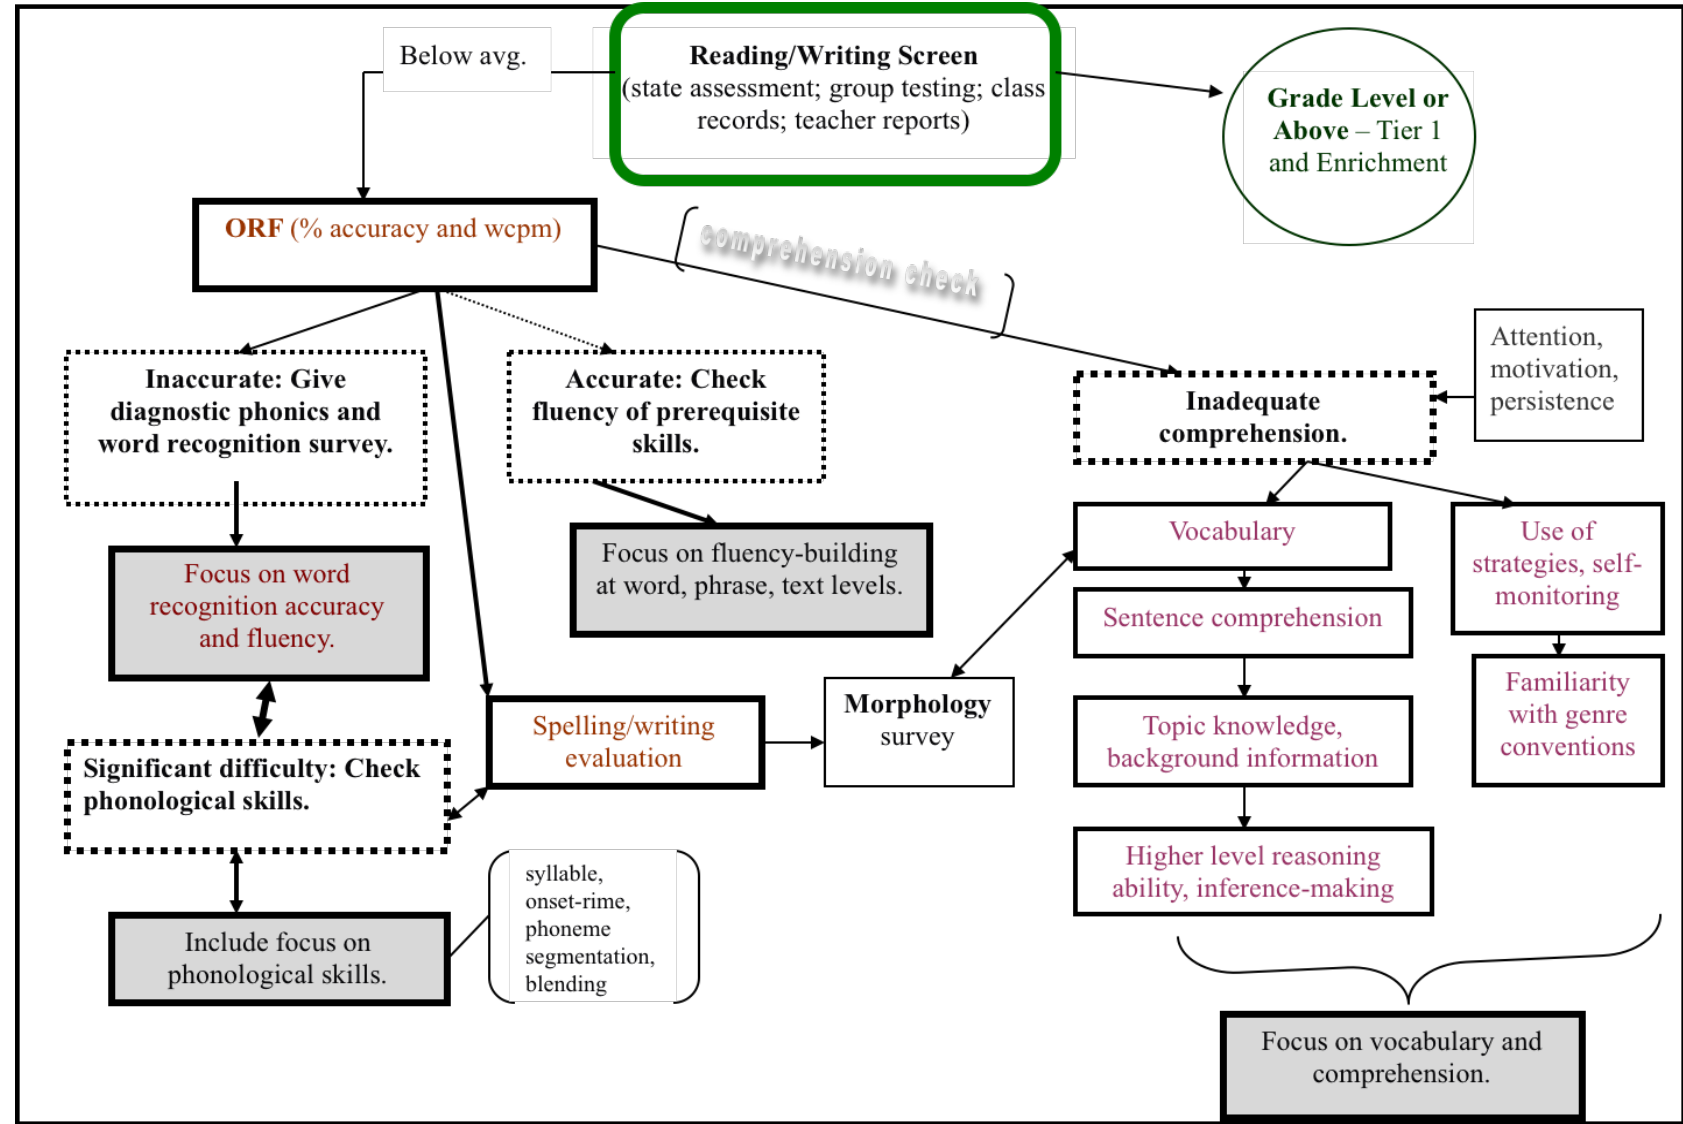 Below avg.
Reading/Writing Screen
(state assessment; group testing; class
records; teacher reports)
Grade Level or
Above – Tier 1
and Enrichment
ORF (% accuracy and wcpm)
comprehension check
Inaccurate: Give
diagnostic phonics and
word recognition survey.
Accurate: Check
fluency of prerequisite
skills.
Inadequate
comprehension.
Attention,
motivation,
persistence
Focus on word
recognition accuracy
and fluency.
Focus on fluency-building
at word, phrase, text levels.
Vocabulary
Use of
strategies, self-
monitoring
Sentence comprehension
Familiarity
with genre
conventions
Significant difficulty: Check
phonological skills.
Spelling/writing
evaluation
Morphology
survey
Topic knowledge,
background information
Higher level reasoning
ability, inference-making
Include focus on
phonological skills.
syllable,
onset-rime,
phoneme
segmentation,
blending
Focus on vocabulary and
comprehension.